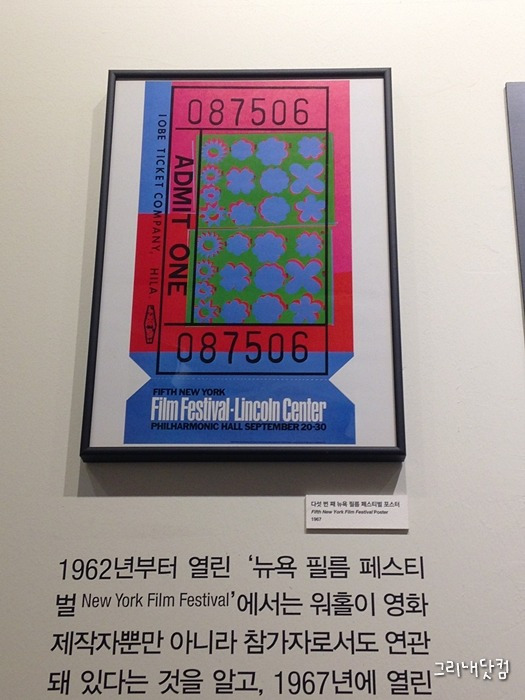 087506
ADMIT ONE
IOBE TICKET COMPANY, HILA.
087506
FIFTH NEW YORK
Film Festival·Lincoln Center
PHILHARMONIC HALL SEPTEMBER 20-30
다섯 번 째 뉴욕 필름 페스티벌 포스터
Fifth New York Film Festival Poster
1967
1962년부터 열린 ‘뉴욕 필름 페스티
벌 New York Film Festival’에서는 워홀이 영화
제작자뿐만 아니라 참가자로서도 연관
돼 있다는 것을 알고, 1967년에 열린
그리내닷컴